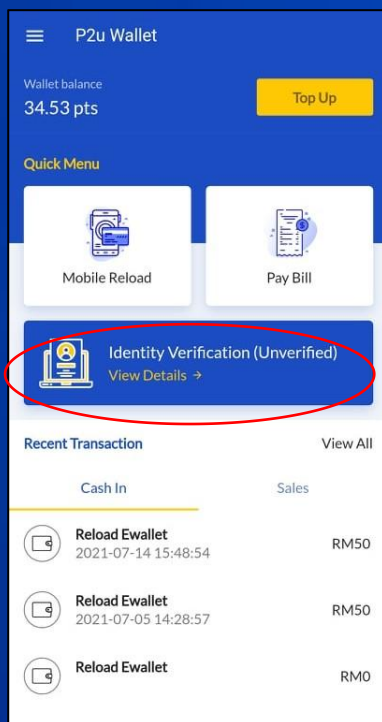 P2u Wallet
Wallet balance
34.53 pts
Top Up
Quick Menu
Mobile Reload
Pay Bill
Identity Verification (Unverified)
View Details →
Recent Transaction
View All
Cash In
Sales
Reload Ewallet
2021-07-14 15:48:54
RM50
Reload Ewallet
2021-07-05 14:28:57
RM50
Reload Ewallet
RM0